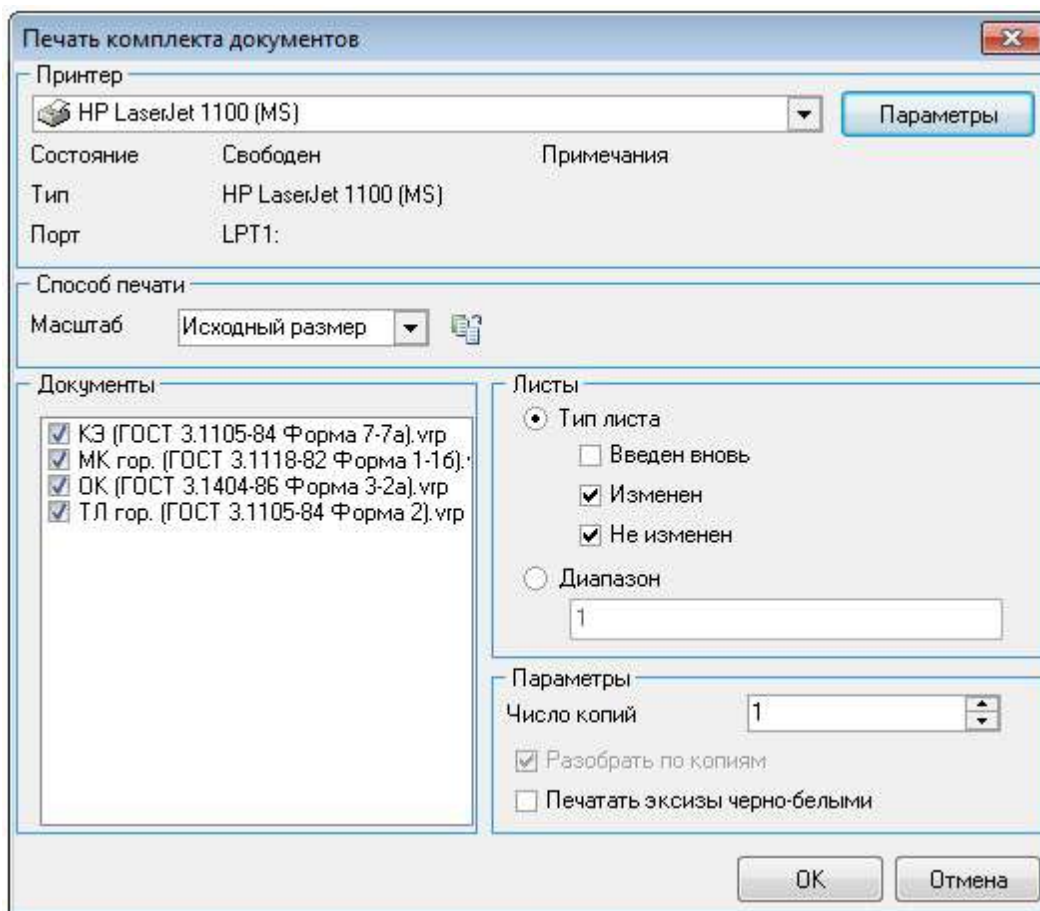 Печать комплекта документов
Принтер
HP LaserJet 1100 (MS)
Параметры
Состояние Свободен Примечания
Тип HP LaserJet 1100 (MS)
Порт LPT1:
Способ печати
Масштаб Исходный размер
Документы
КЭ (ГОСТ 3.1105-84 Форма 7-7а).vrp
МК гор. (ГОСТ 3.1118-82 Форма 1-1б).
ОК (ГОСТ 3.1404-86 Форма 3-2а).vrp
ТЛ гор. (ГОСТ 3.1105-84 Форма 2).vrp
Листы
Тип листа
Введен вновь
Изменен
Не изменен
Диапазон
1
Параметры
Число копий 1
Разобрать по копиям
Печатать эксизы черно-белыми
OK Отмена